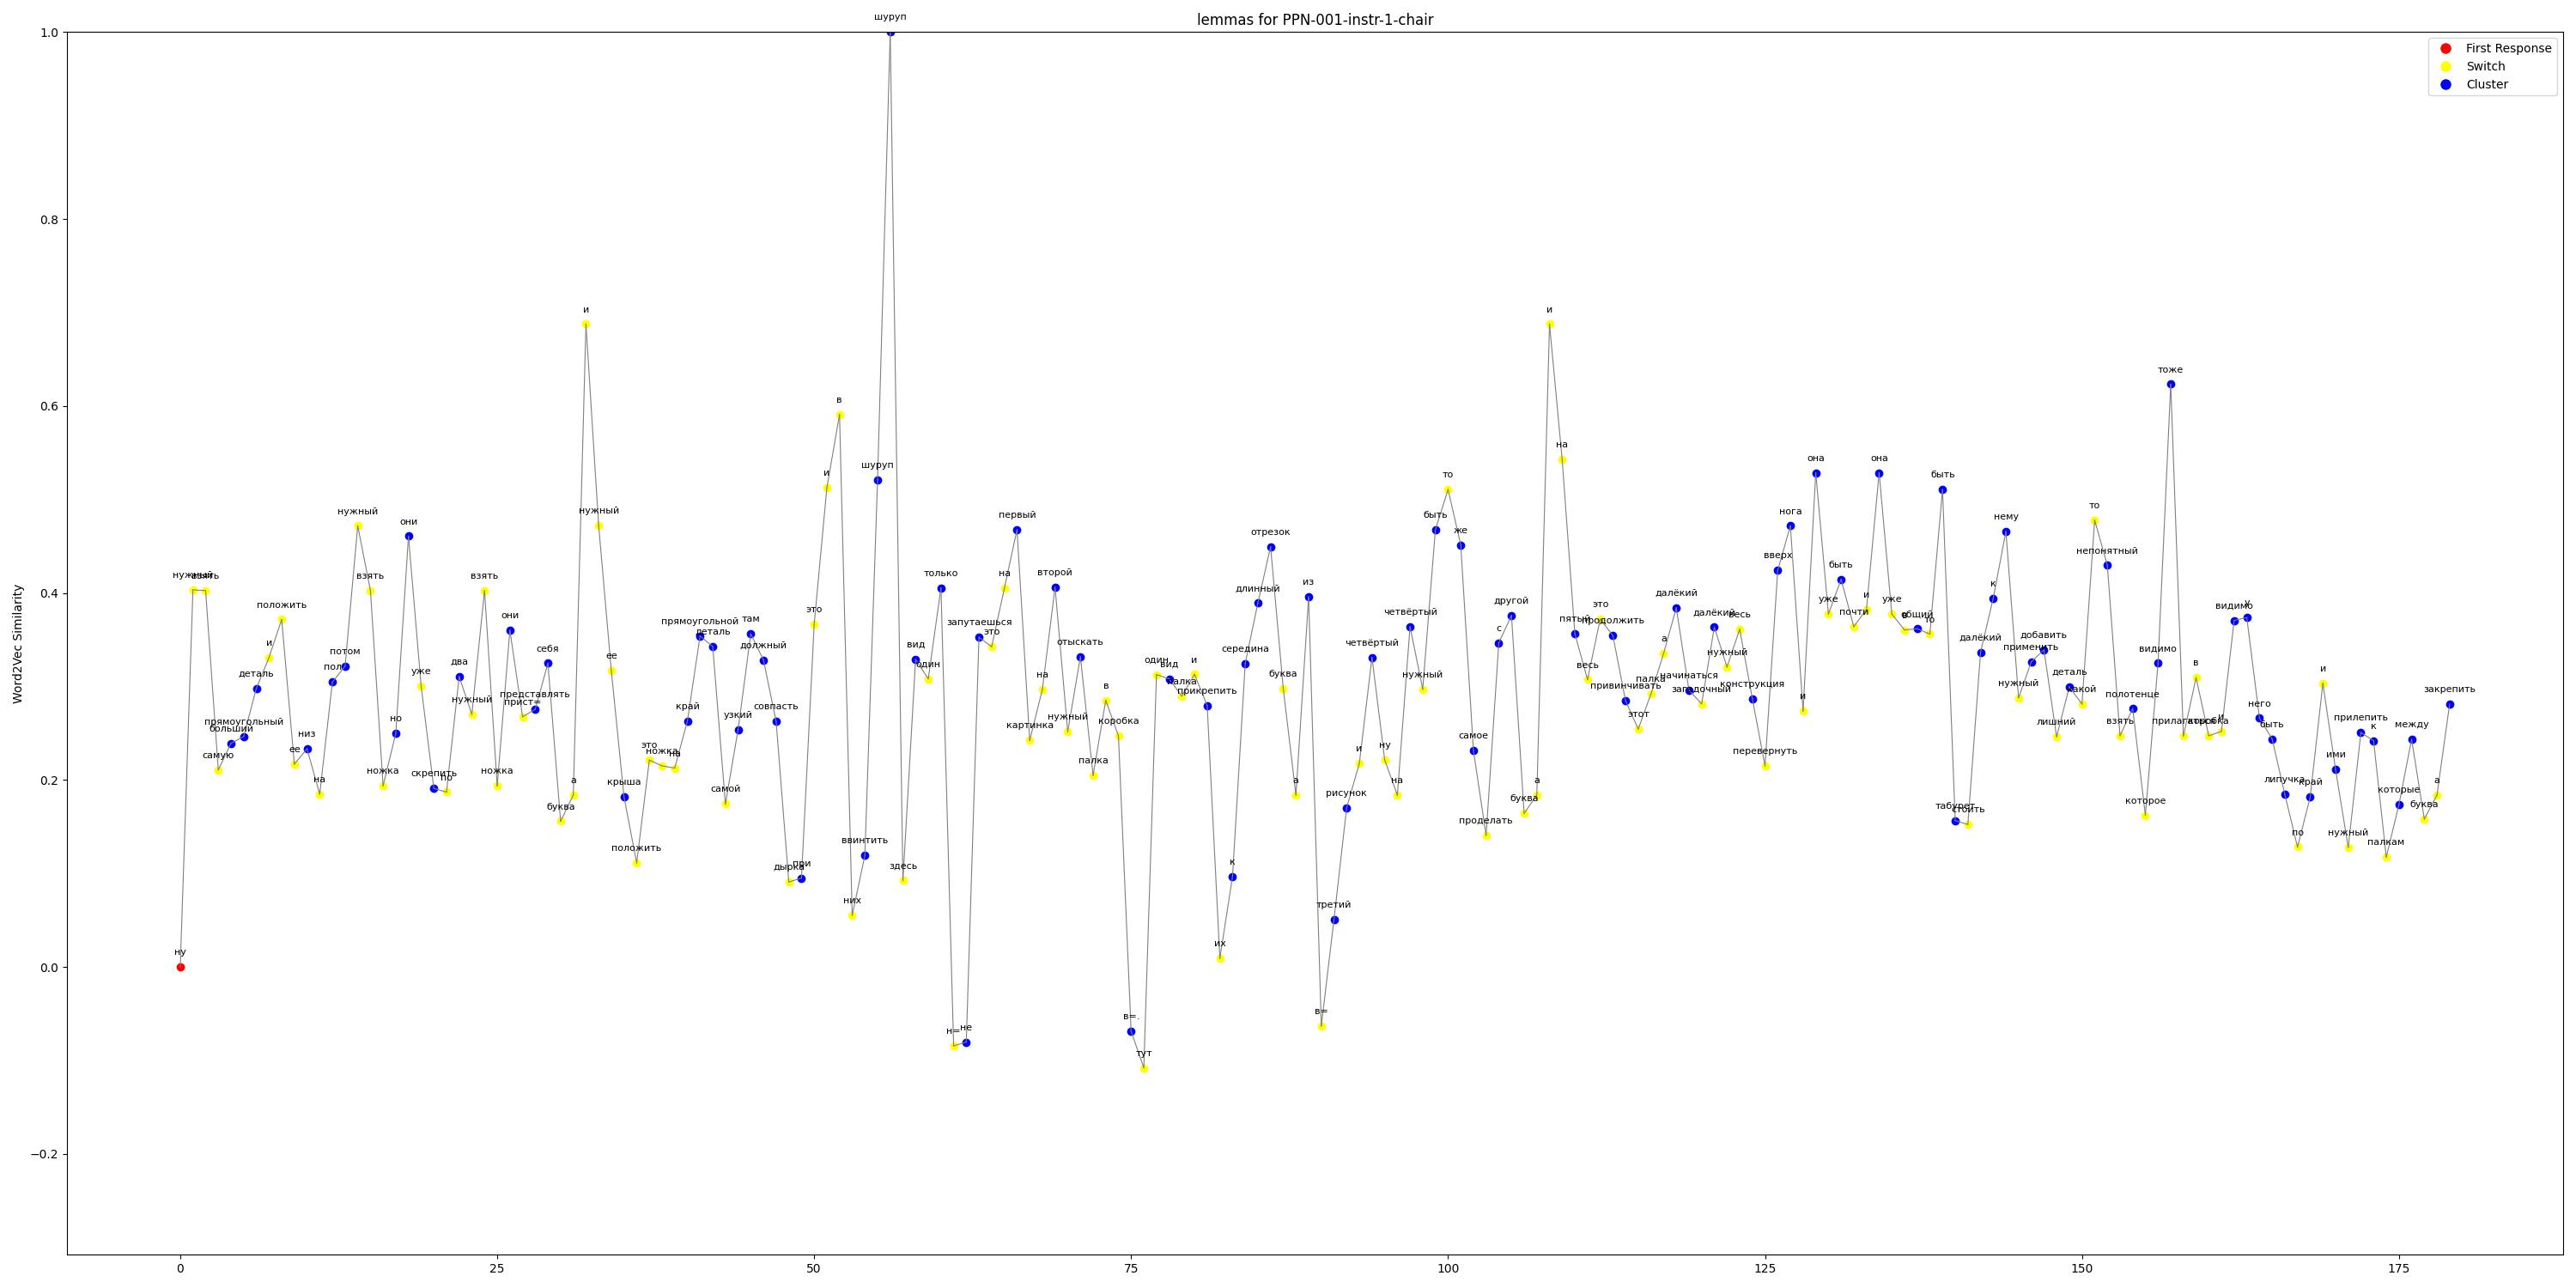 lemmas for PPN-001-instr-1-chair
First Response
Switch
Cluster
Word2Vec Similarity
1.0
0.8
0.6
0.4
0.2
0.0
−0.2
0
25
50
75
100
125
150
175
ну
нужный
взять
самую
больший
прямоугольный
деталь
и
положить
ее
низ
на
пол
потом
нужный
взять
ножка
но
они
уже
скрепить
по
два
нужный
взять
ножка
они
прист=
представлять
себя
буква
а
и
нужный
ее
крыша
положить
это
ножка
на
край
прямоугольной
деталь
самой
узкий
там
должный
совпасть
дырка
при
это
и
в
них
ввинтить
шуруп
шуруп
здесь
вид
один
только
н=
не
запутаешься
это
на
первый
картинка
на
второй
нужный
отыскать
палка
в
коробка
в=.
тут
один
вид
палка
и
прикрепить
их
к
середина
длинный
отрезок
буква
а
из
в=
третий
рисунок
и
четвёртый
ну
на
четвёртый
нужный
быть
то
же
самое
проделать
с
другой
буква
а
и
на
пятый
весь
это
продолжить
привинчивать
этот
палка
а
далёкий
начинаться
загадочный
далёкий
нужный
весь
конструкция
перевернуть
вверх
нога
и
она
уже
быть
почти
и
она
уже
в
общий
то
быть
табурет
стоить
далёкий
к
нему
нужный
применить
добавить
лишний
деталь
какой
то
непонятный
взять
полотенце
которое
видимо
тоже
прилагаться
в
коробка
и
видимо
у
него
быть
липучка
по
край
и
ими
нужный
прилепить
к
палкам
которые
между
буква
а
закрепить